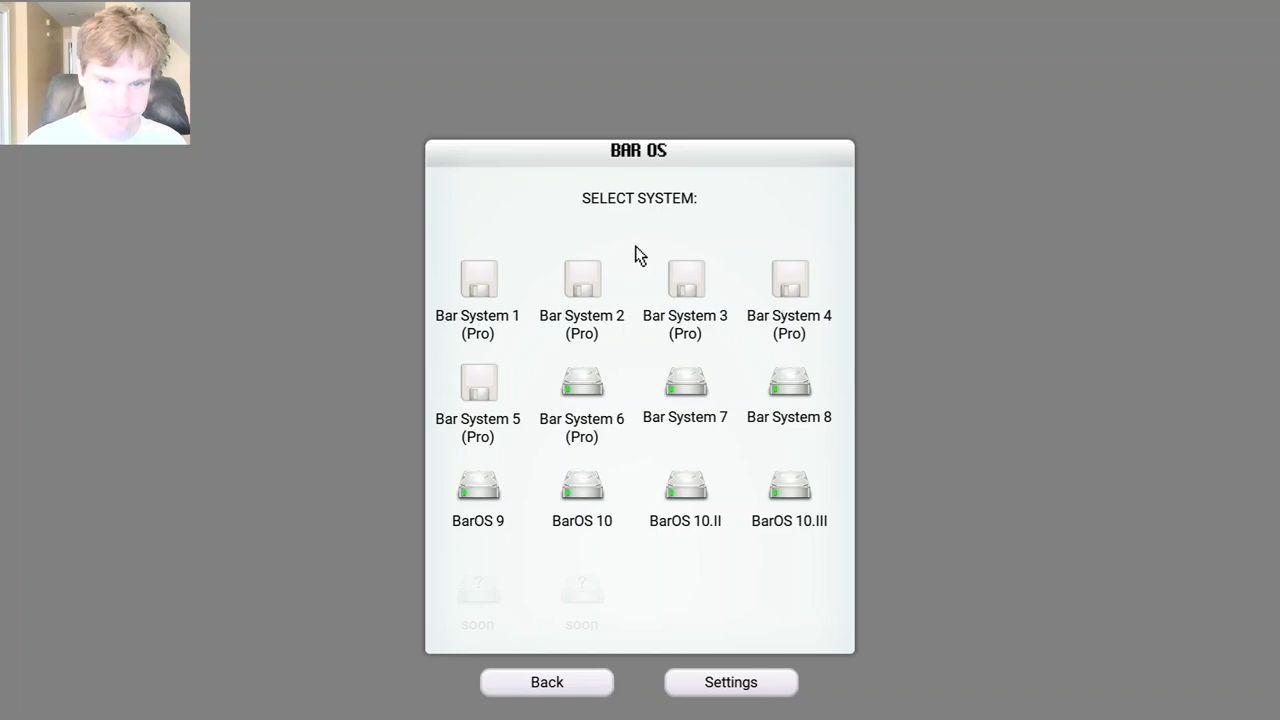 BAR OS
SELECT SYSTEM:
Bar System 1
(Pro)
Bar System 2
(Pro)
Bar System 3
(Pro)
Bar System 4
(Pro)
Bar System 5
(Pro)
Bar System 6
(Pro)
Bar System 7
Bar System 8
BarOS 9
BarOS 10
BarOS 10.II
BarOS 10.III
?
soon
?
soon
Back
Settings